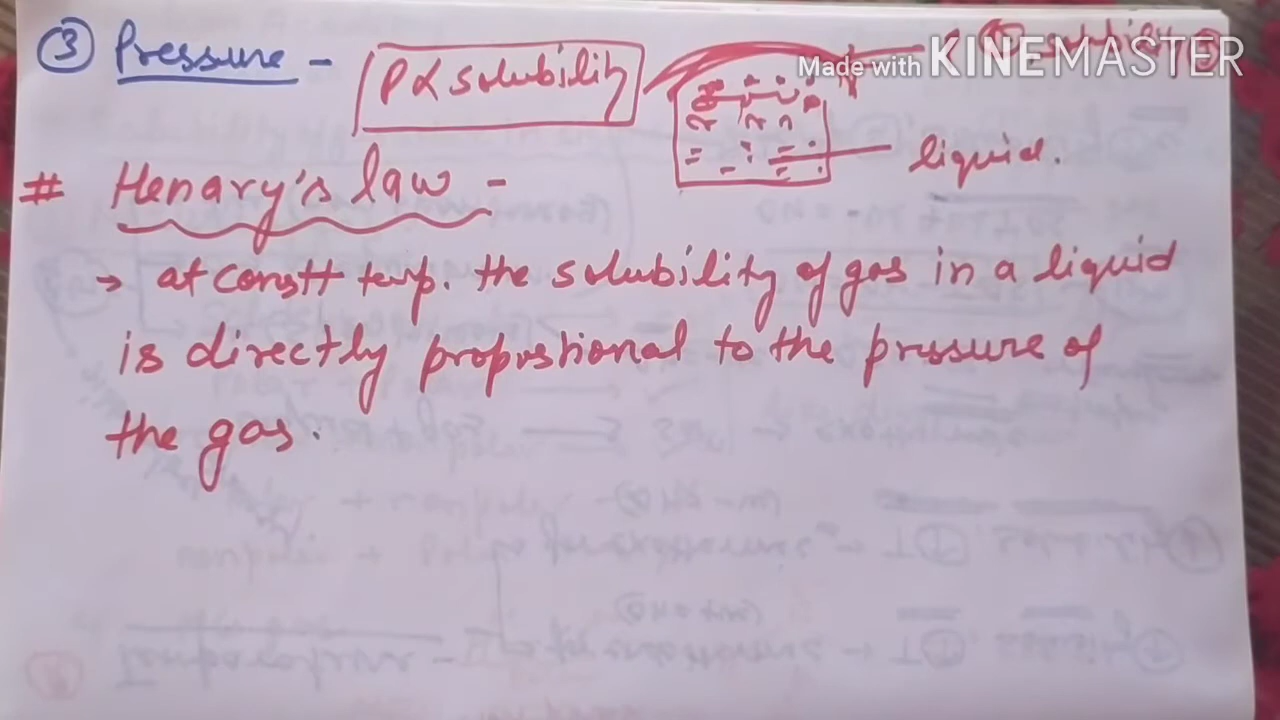 ③ Pressure -
P α solubility
Made with KINEMASTER
liquid.
# Henary's law -
→ at constt temp. the solubility of gas in a liquid
is directly proportional to the pressure of
the gas.